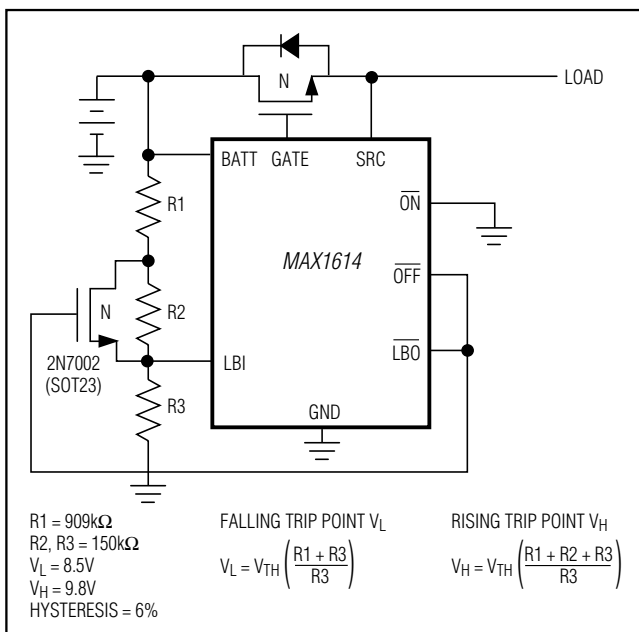 LOAD
N
BATT GATE SRC
R1
ON
MAX1614
OFF
N
R2
2N7002
(SOT23)
LBI
LBO
R3
GND
R1 = 909kΩ
R2, R3 = 150kΩ
VL = 8.5V
VH = 9.8V
HYSTERESIS = 6%
FALLING TRIP POINT VL
VL = VTH (R1 + R3 / R3)
RISING TRIP POINT VH
VH = VTH (R1 + R2 + R3 / R3)